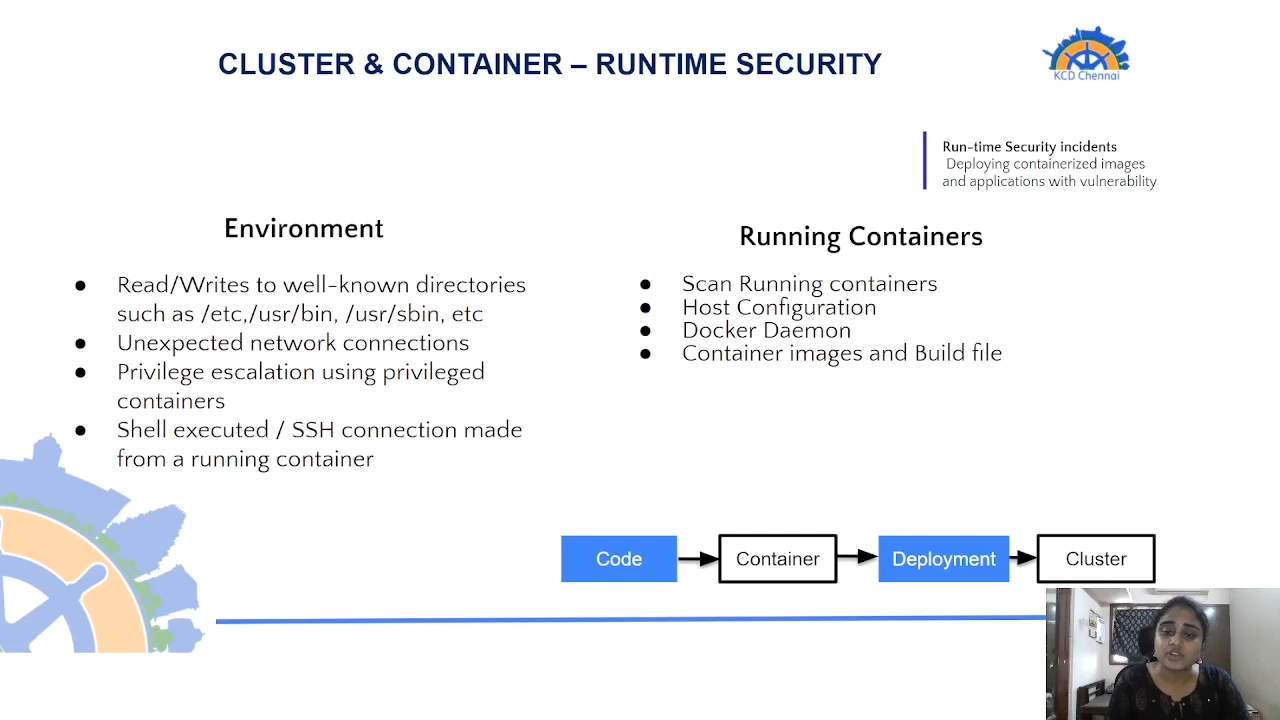 CLUSTER & CONTAINER – RUNTIME SECURITY
KCD Chennai
Run-time Security incidents
Deploying containerized images
and applications with vulnerability
Environment
● Read/Writes to well-known directories
such as /etc,/usr/bin, /usr/sbin, etc
● Unexpected network connections
● Privilege escalation using privileged
containers
● Shell executed / SSH connection made
from a running container
Running Containers
● Scan Running containers
● Host Configuration
● Docker Daemon
● Container images and Build file
Code
Container
Deployment
Cluster